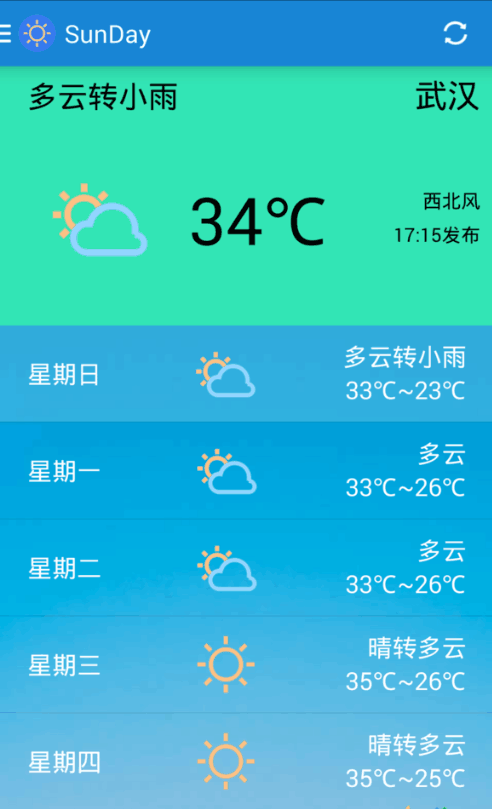 SunDay
多云转小雨
武汉
34℃
西北风
17:15发布
星期日
多云转小雨
33℃~23℃
星期一
多云
33℃~26℃
星期二
多云
33℃~26℃
星期三
晴转多云
35℃~26℃
星期四
晴转多云
35℃~25℃